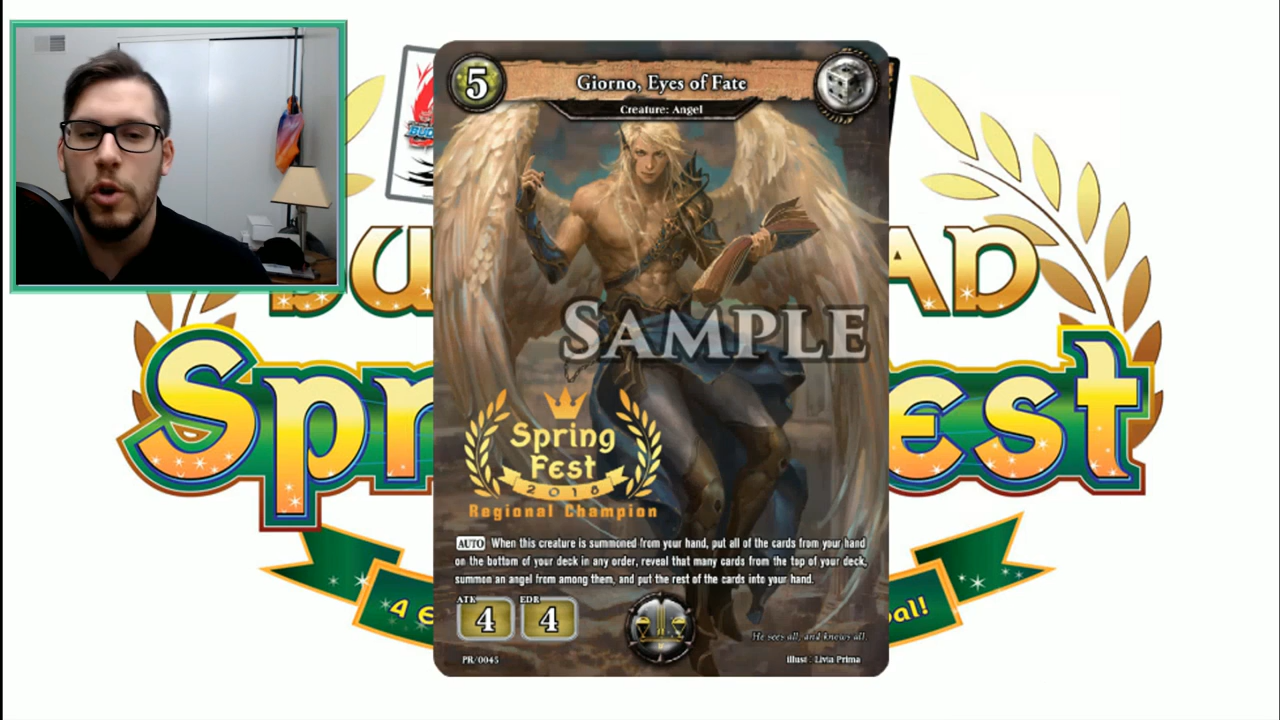 5
Giorno, Eyes of Fate
Creature: Angel
SAMPLE
Spring
Fest
2018
Regional Champion
AUTO When this creature is summoned from your hand, put all of the cards from your hand
on the bottom of your deck in any order, reveal that many cards from the top of your deck,
summon an angel from among them, and put the rest of the cards into your hand.
ATK 4 EDR 4
He sees all, and knows all.
PR/0045
illust : Livia Prima
BU
AD
Spr
est
4
al!